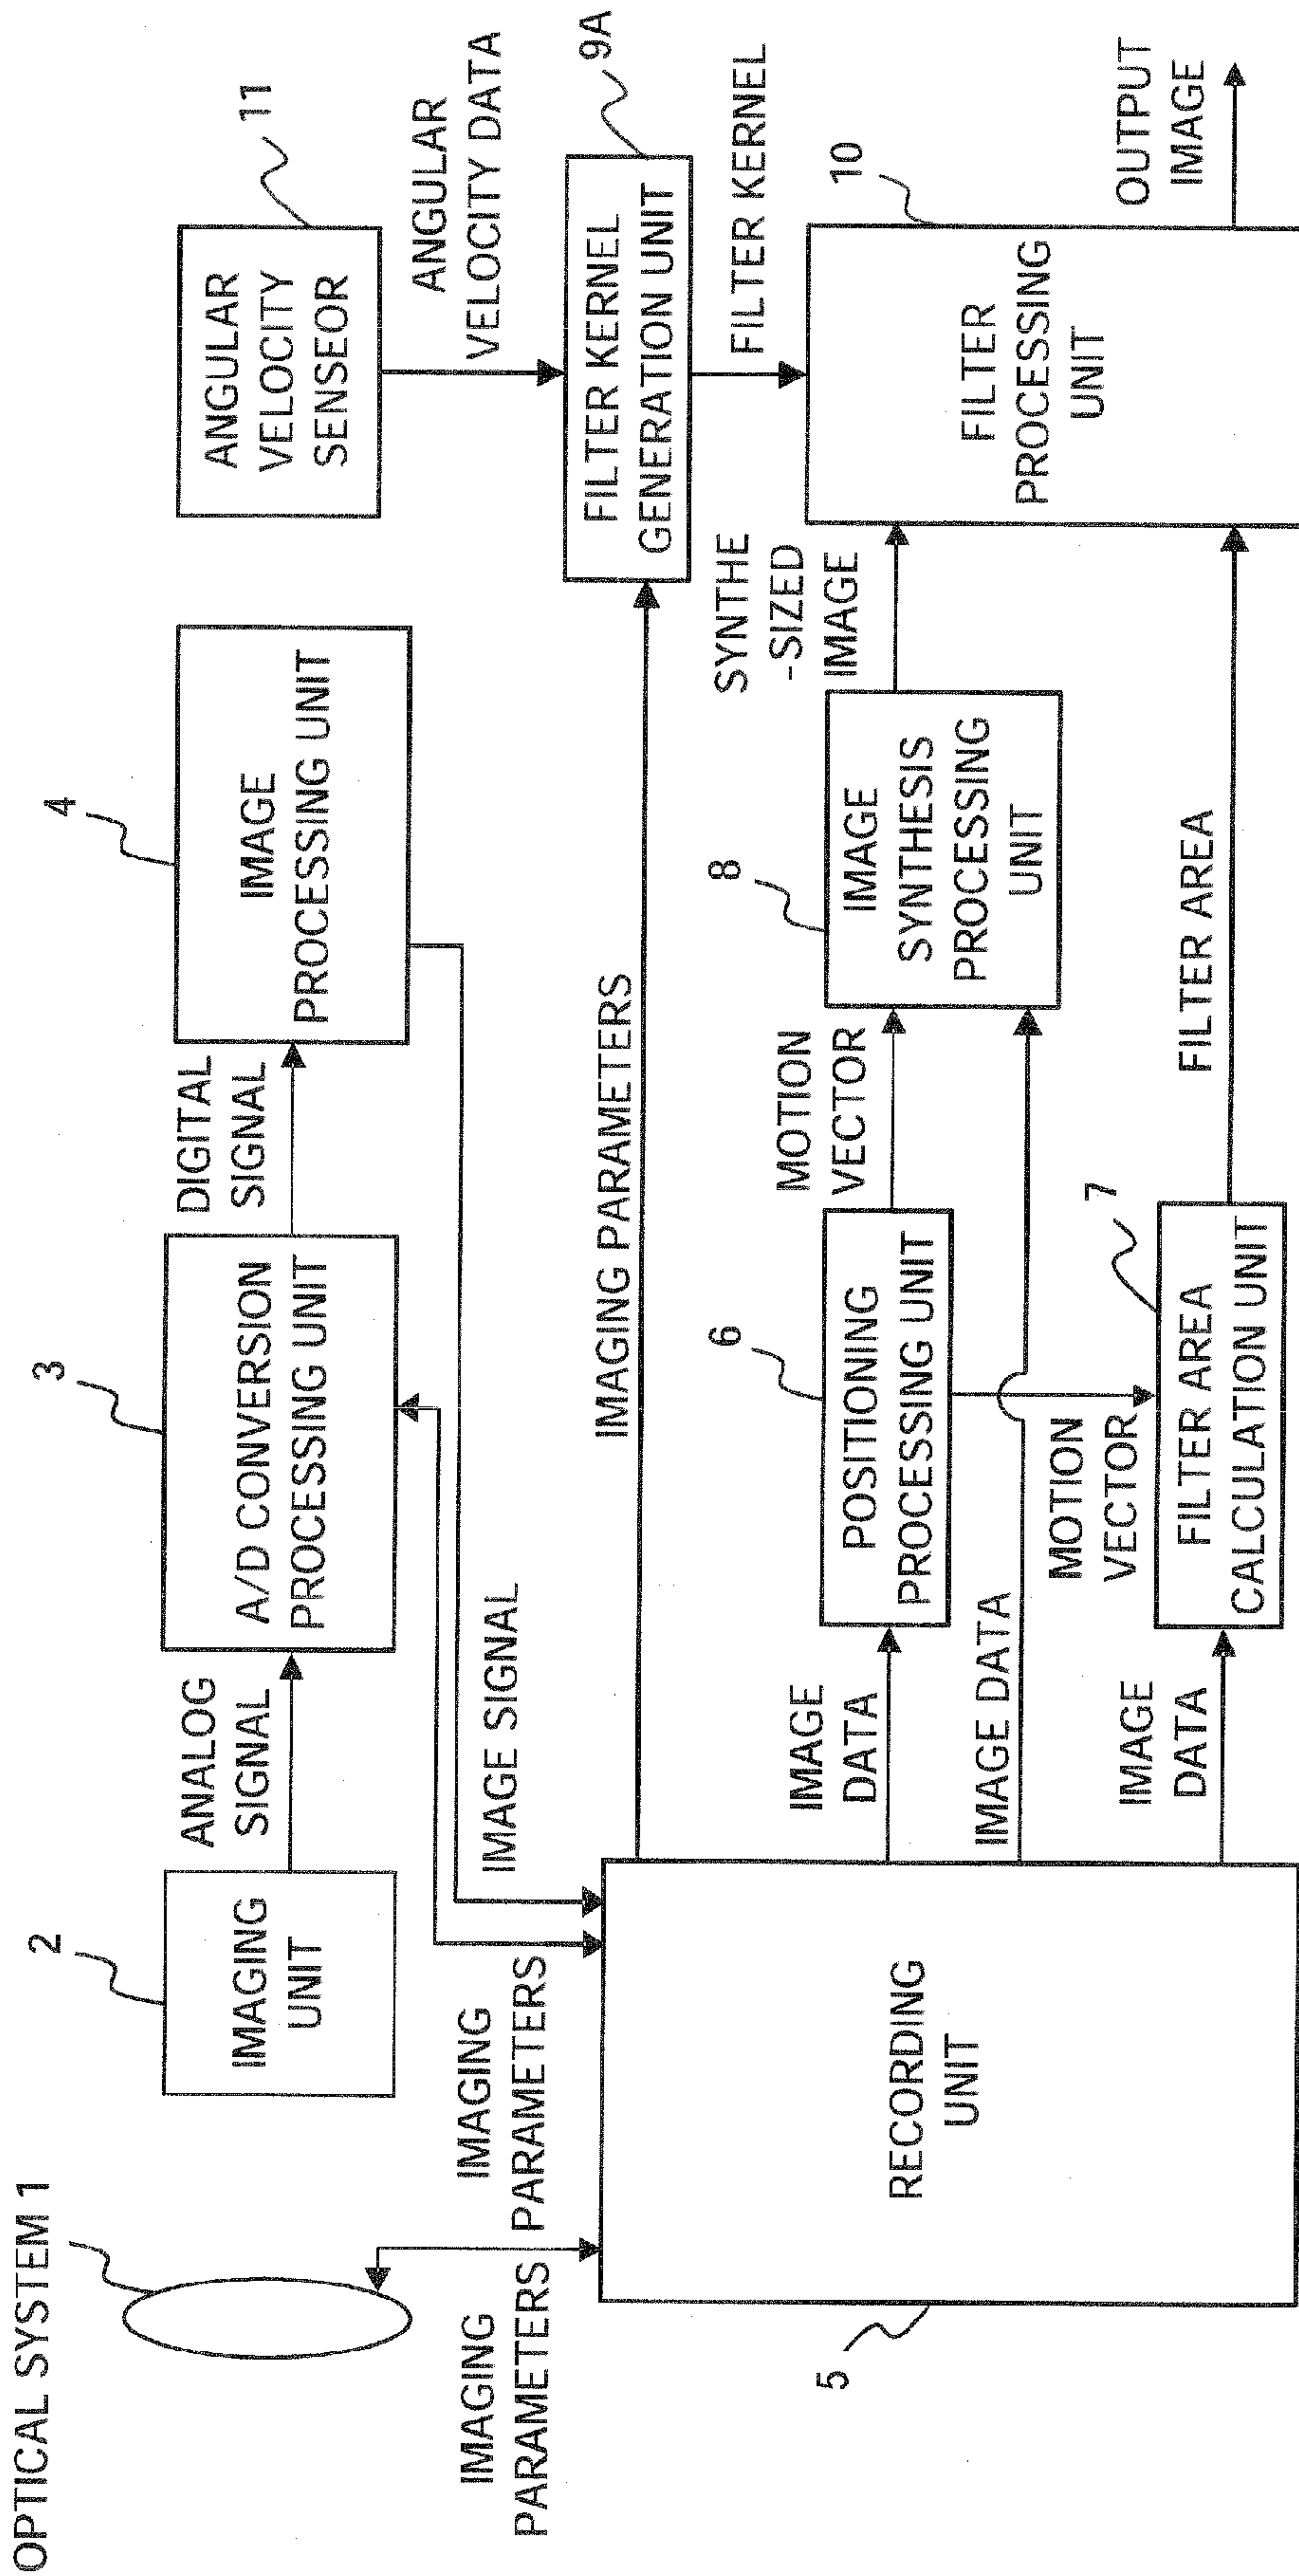 OPTICAL SYSTEM 1
2
IMAGING
UNIT
ANALOG
SIGNAL
3
A/D CONVERSION
PROCESSING UNIT
DIGITAL
SIGNAL
4
IMAGE
PROCESSING UNIT
11
ANGULAR
VELOCITY
SENSEOR
ANGULAR
VELOCITY DATA
IMAGING
PARAMETERS
IMAGING
PARAMETERS
IMAGE SIGNAL
IMAGING PARAMETERS
9A
FILTER KERNEL
GENERATION UNIT
FILTER KERNEL
5
RECORDING
UNIT
IMAGE
DATA
6
POSITIONING
PROCESSING UNIT
MOTION
VECTOR
8
IMAGE
SYNTHESIS
PROCESSING
UNIT
SYNTHE
-SIZED
IMAGE
10
FILTER
PROCESSING
UNIT
OUTPUT
IMAGE
IMAGE DATA
MOTION
VECTOR
IMAGE
DATA
7
FILTER AREA
CALCULATION UNIT
FILTER AREA